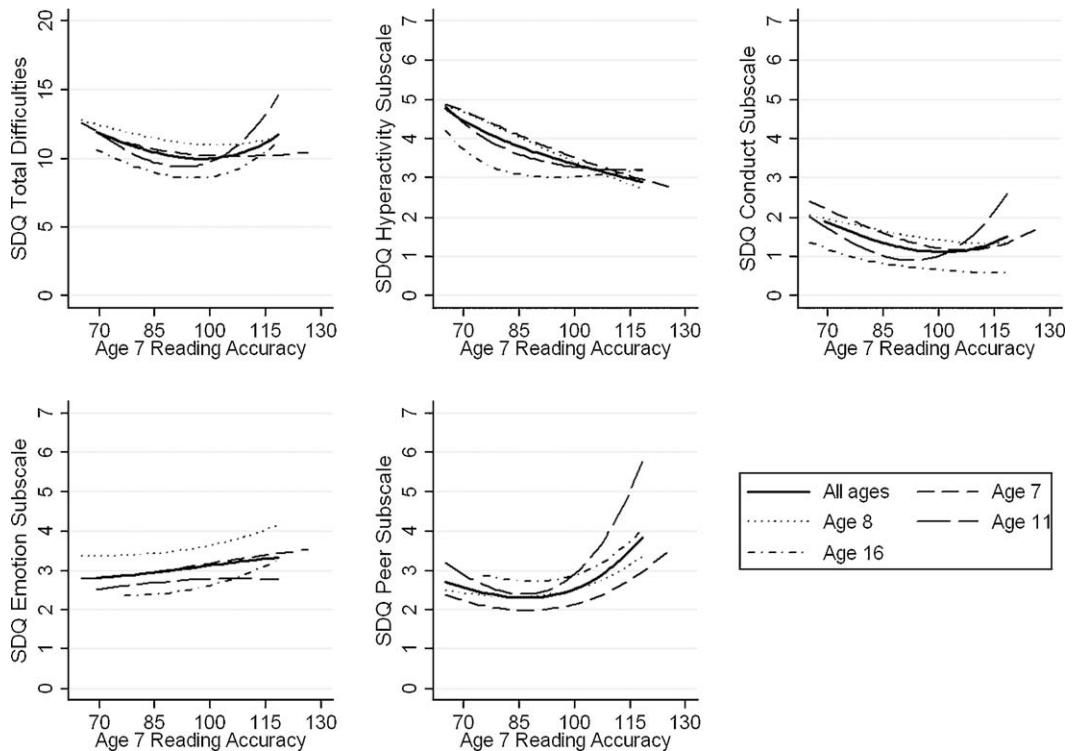 SDQ Total Difficulties
20
15
10
5
0
70 85 100 115 130
Age 7 Reading Accuracy
SDQ Hyperactivity Subscale
7
6
5
4
3
2
1
0
70 85 100 115 130
Age 7 Reading Accuracy
SDQ Conduct Subscale
7
6
5
4
3
2
1
0
70 85 100 115 130
Age 7 Reading Accuracy
SDQ Emotion Subscale
7
6
5
4
3
2
1
0
70 85 100 115 130
Age 7 Reading Accuracy
SDQ Peer Subscale
7
6
5
4
3
2
1
0
70 85 100 115 130
Age 7 Reading Accuracy
All ages Age 7
Age 8 Age 11
Age 16